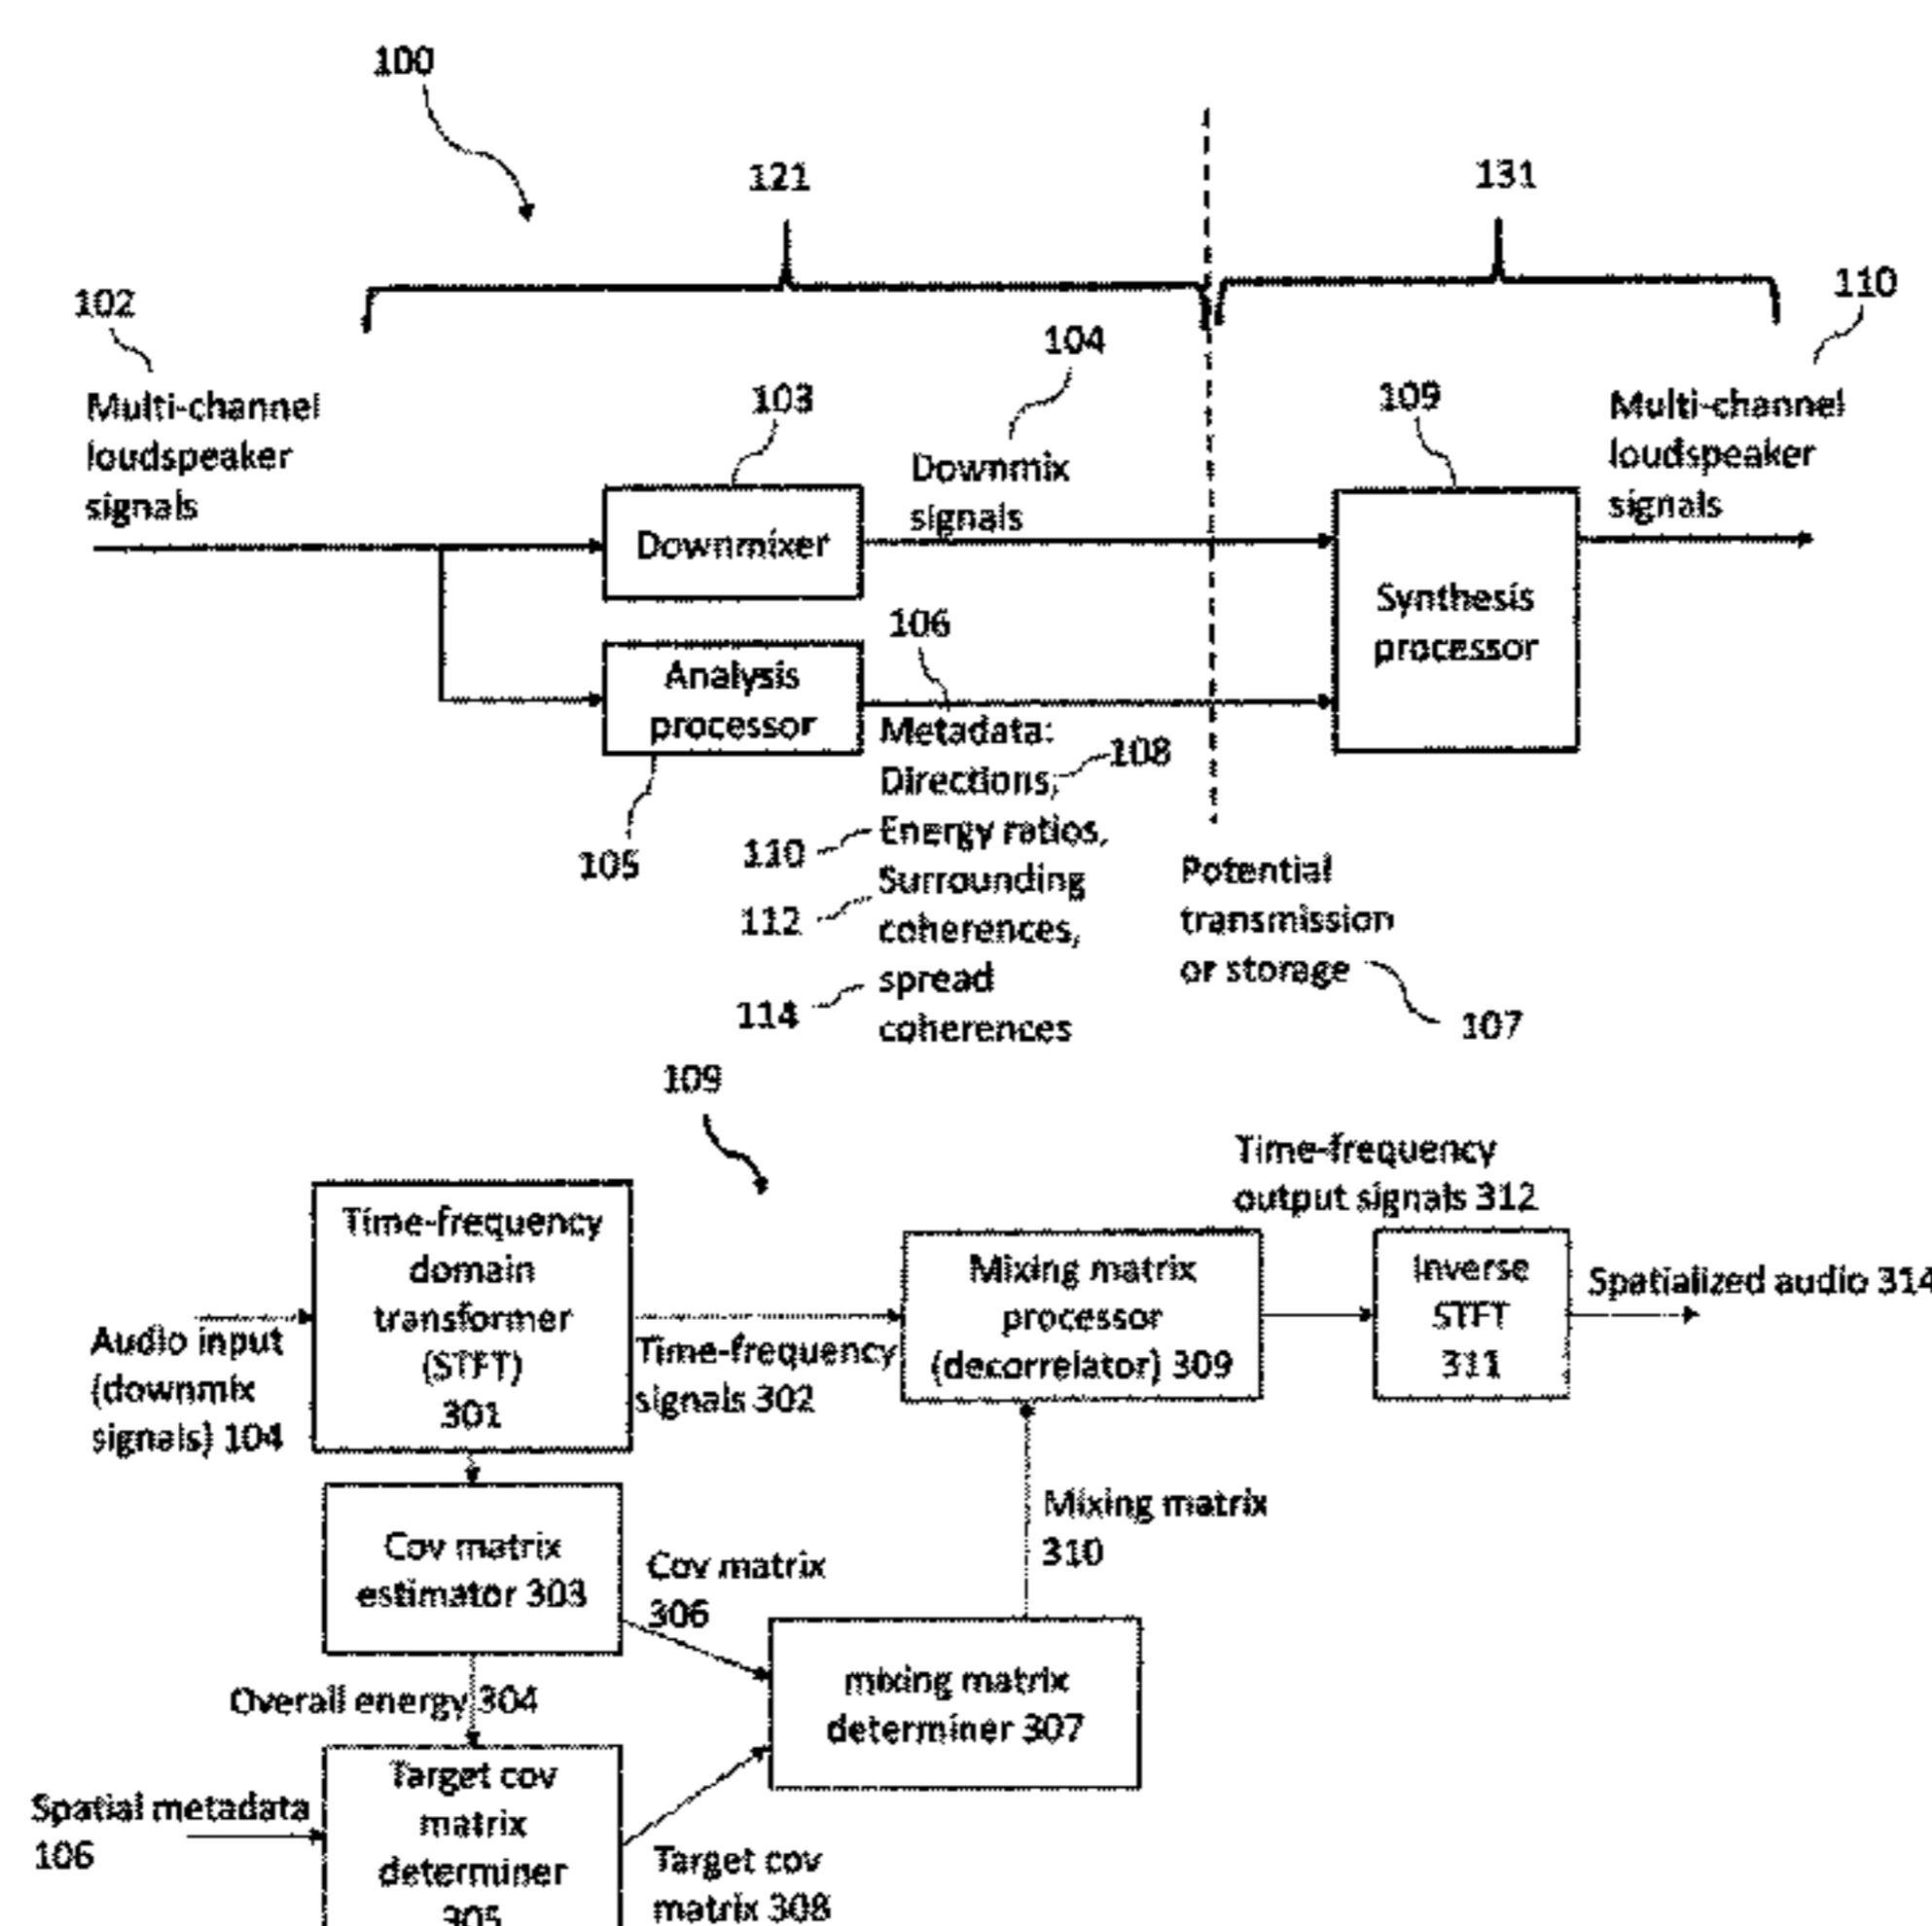 100
121
131
102
110
104
103
109
Multi-channel
loudspeaker
signals
Downmix
signals
Multi-channel
loudspeaker
signals
Downmixer
Synthesis
processor
106
Analysis
processor
Metadata:
108
Directions,
Energy ratios,
110
105
Surrounding
112
coherences,
spread
114
coherences
Potential
transmission
or storage
107
109
Time-frequency
output signals 312
Time-frequency
domain
transformer
(STFT)
301
Mixing matrix
processor
(decorrelator) 309
Inverse
STFT
311
Spatialized audio 314
Audio input
(downmix
signals) 104
Time-frequency
signals 302
Cov matrix
estimator 303
Cov matrix
306
Mixing matrix
310
Overall energy 304
mixing matrix
determiner 307
Spatial metadata
106
Target cov
matrix
determiner
305
Target cov
matrix 308